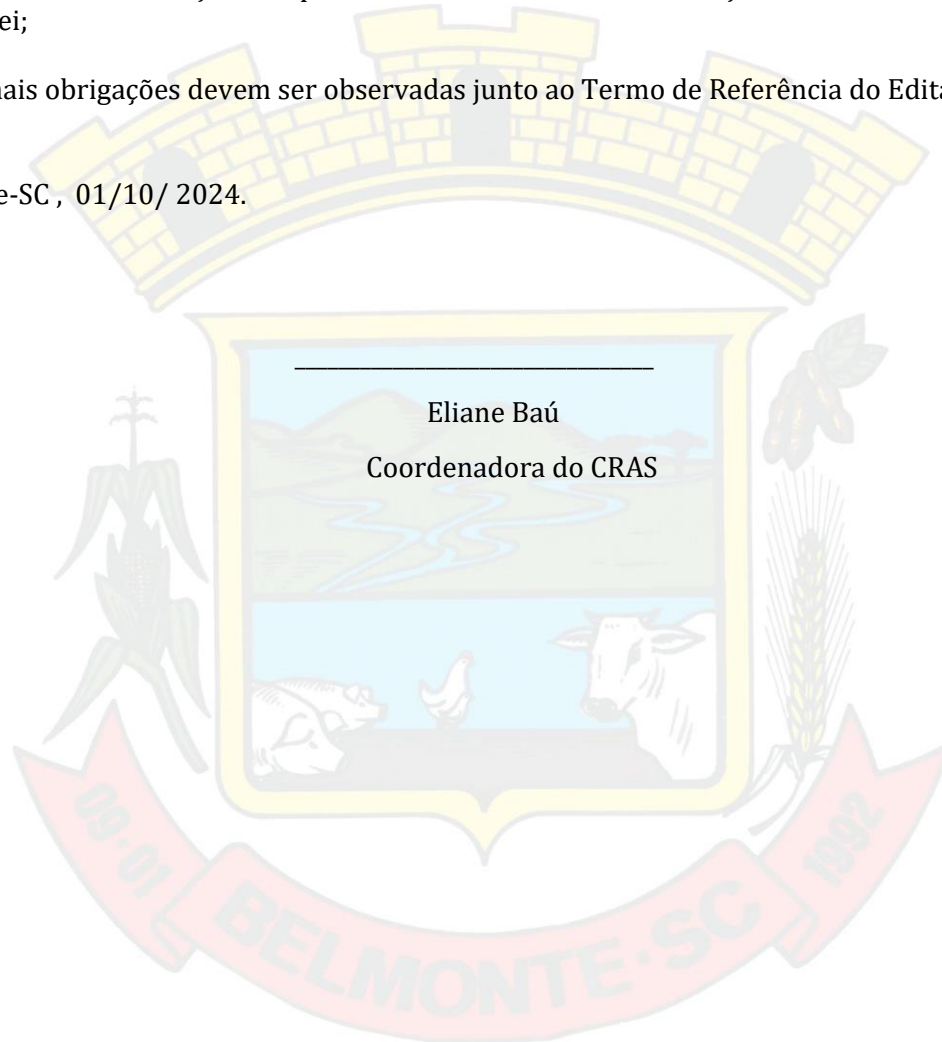 ei;
nais obrigações devem ser observadas junto ao Termo de Referência do Edita
e-SC , 01/10/ 2024.
Eliane Baú
Coordenadora do CRAS
09·01
BELMONTE·SC
1992